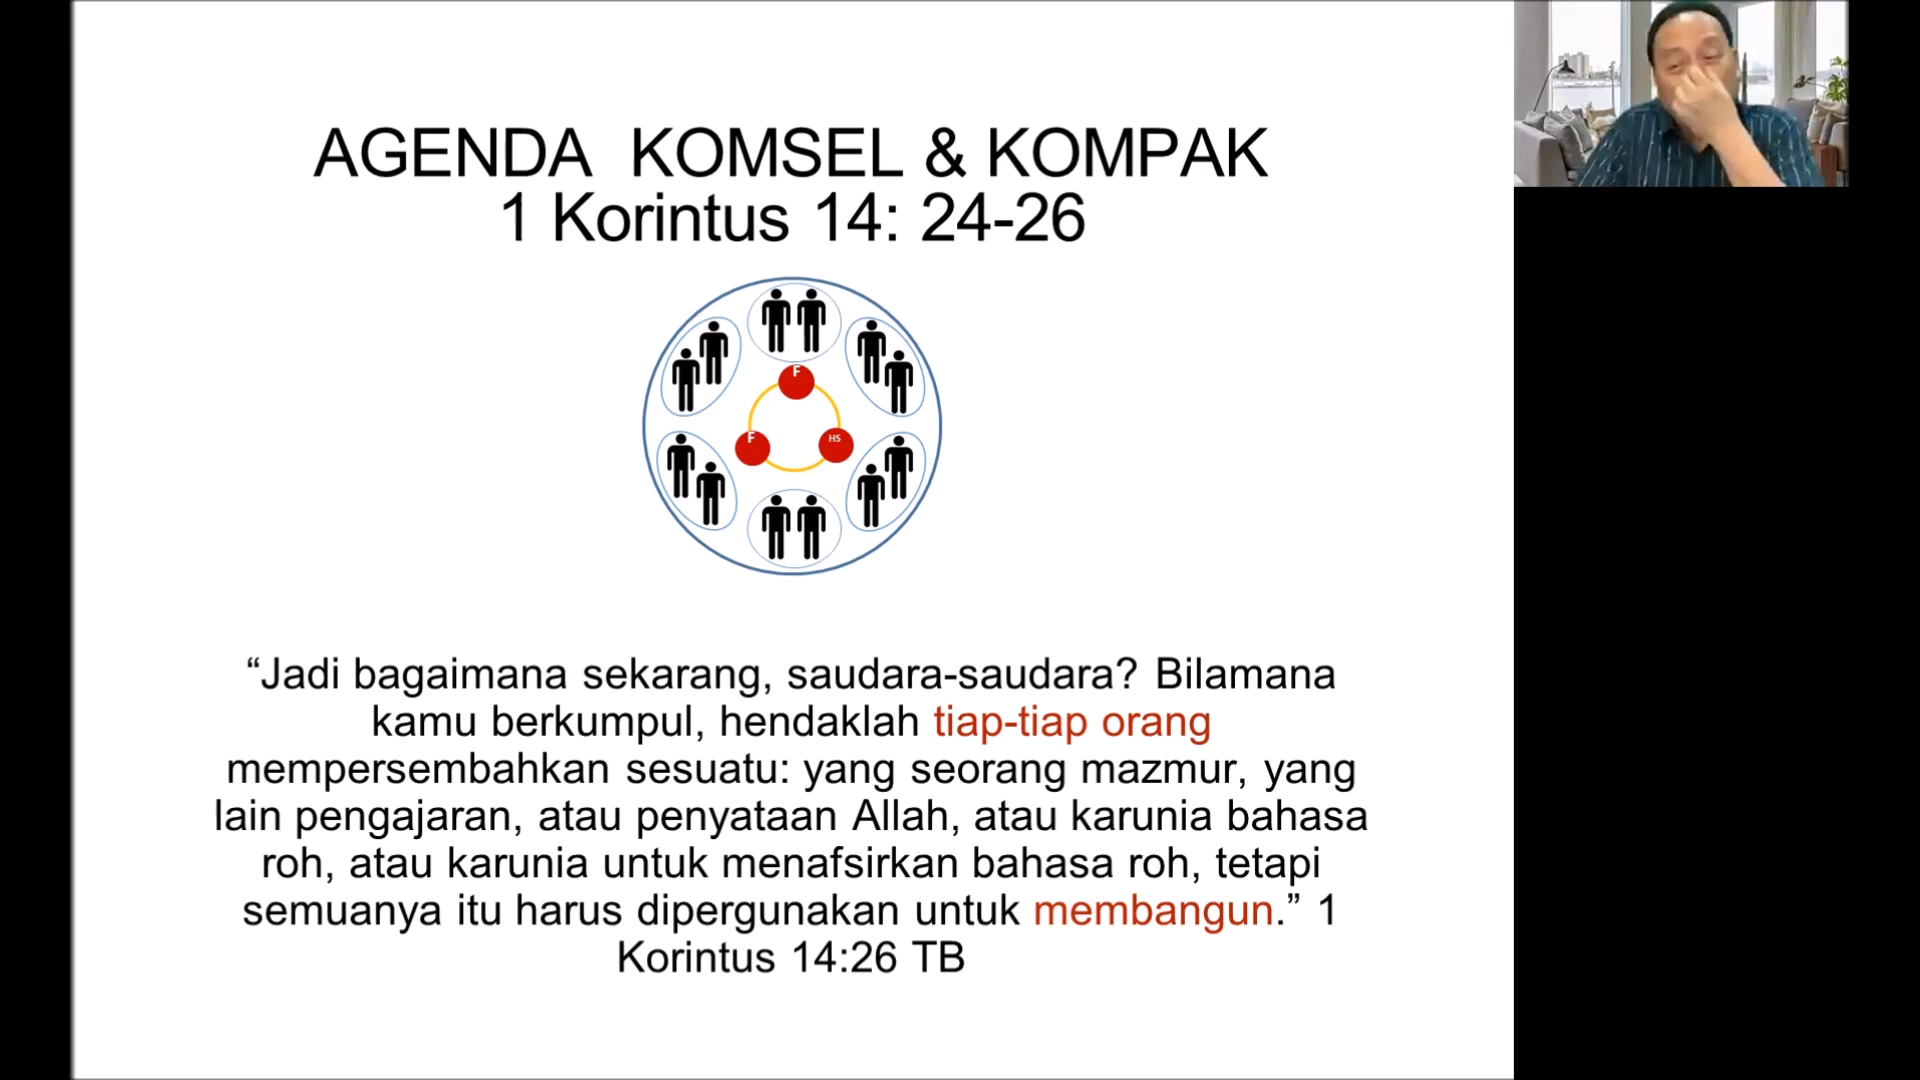 AGENDA  KOMSEL & KOMPAK
1 Korintus 14: 24-26
F
F
HS
“Jadi bagaimana sekarang, saudara-saudara? Bilamana
kamu berkumpul, hendaklah tiap-tiap orang
mempersembahkan sesuatu: yang seorang mazmur, yang
lain pengajaran, atau penyataan Allah, atau karunia bahasa
roh, atau karunia untuk menafsirkan bahasa roh, tetapi
semuanya itu harus dipergunakan untuk membangun.” 1
Korintus 14:26 TB